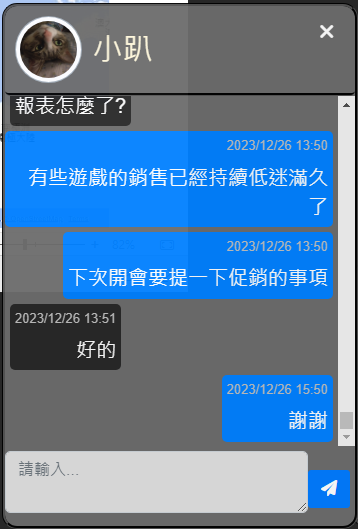 小趴
×
報表怎麼了?
2023/12/26 13:50
有些遊戲的銷售已經持續低迷滿久
了
2023/12/26 13:50
下次開會要提一下促銷的事項
2023/12/26 13:51
好的
2023/12/26 15:50
謝謝
請輸入...